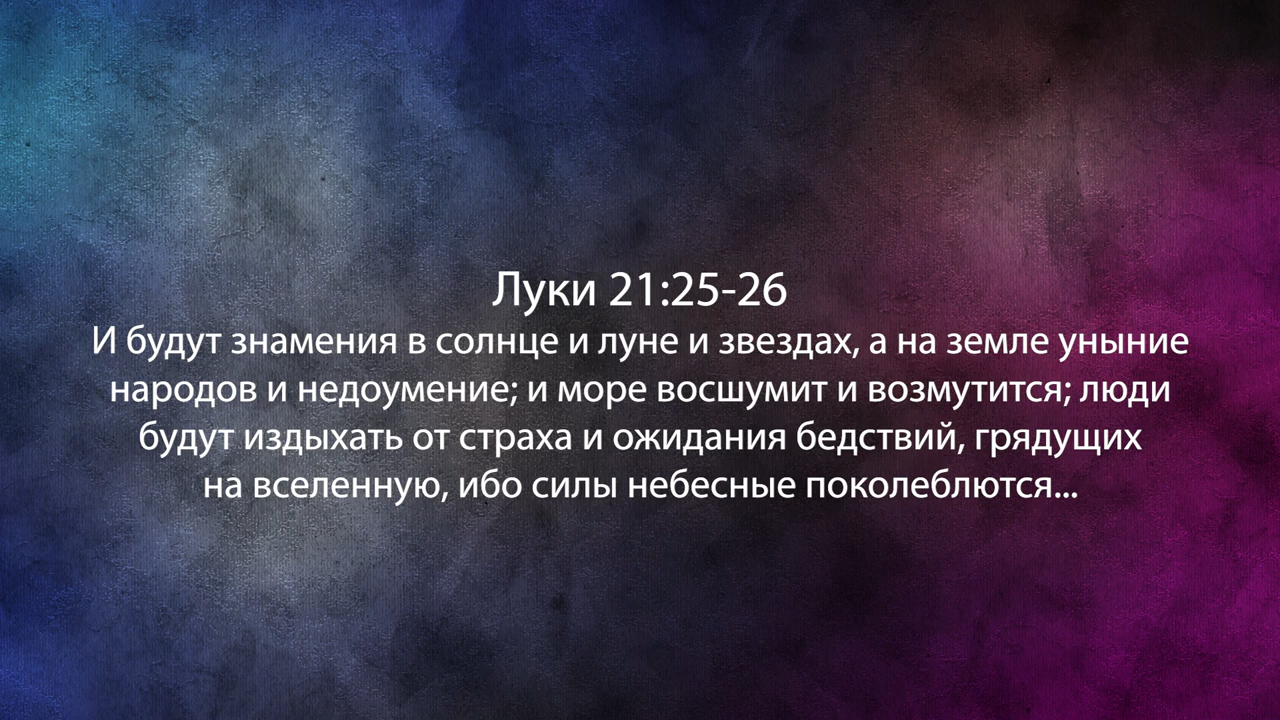 Луки 21:25-26
И будут знамения в солнце и луне и звездах, а на земле уныние
народов и недоумение; и море восшумит и возмутится; люди
будут издыхать от страха и ожидания бедствий, грядущих
на вселенную, ибо силы небесные поколеблются...